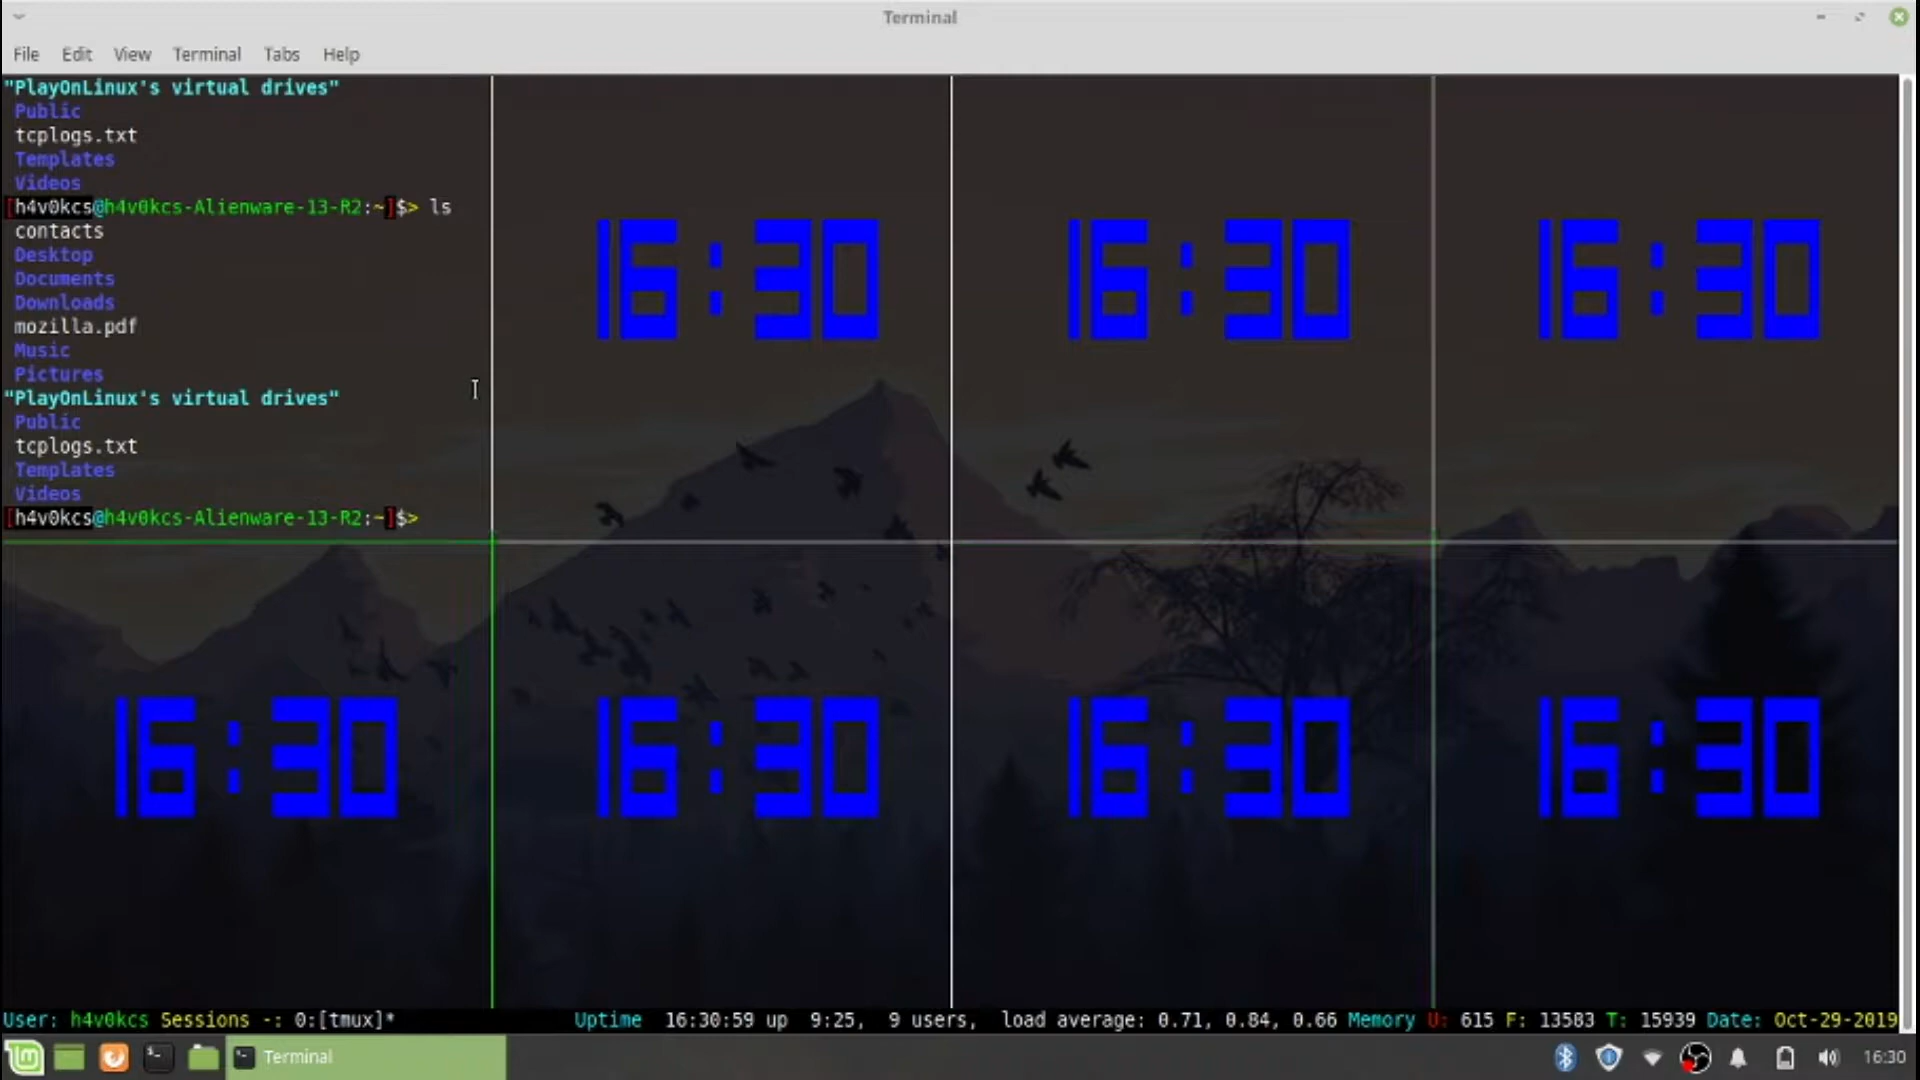 Terminal
File Edit View Terminal Tabs Help
"PlayOnLinux's virtual drives"
Public
tcplogs.txt
Templates
Videos
[h4v0kcs@h4v0kcs-Alienware-13-R2:~]$> ls
contacts
Desktop
Documents
Downloads
mozilla.pdf
Music
Pictures
"PlayOnLinux's virtual drives"
Public
tcplogs.txt
Templates
Videos
[h4v0kcs@h4v0kcs-Alienware-13-R2:~]$>
16:30 16:30 16:30
16:30 16:30 16:30 16:30
User: h4v0kcs Sessions -: 0:[tmux]* Uptime 16:30:59 up 9:25, 9 users, load average: 0.71, 0.84, 0.66 Memory U: 615 F: 13583 T: 15939 Date: Oct-29-2019
Terminal 16:30